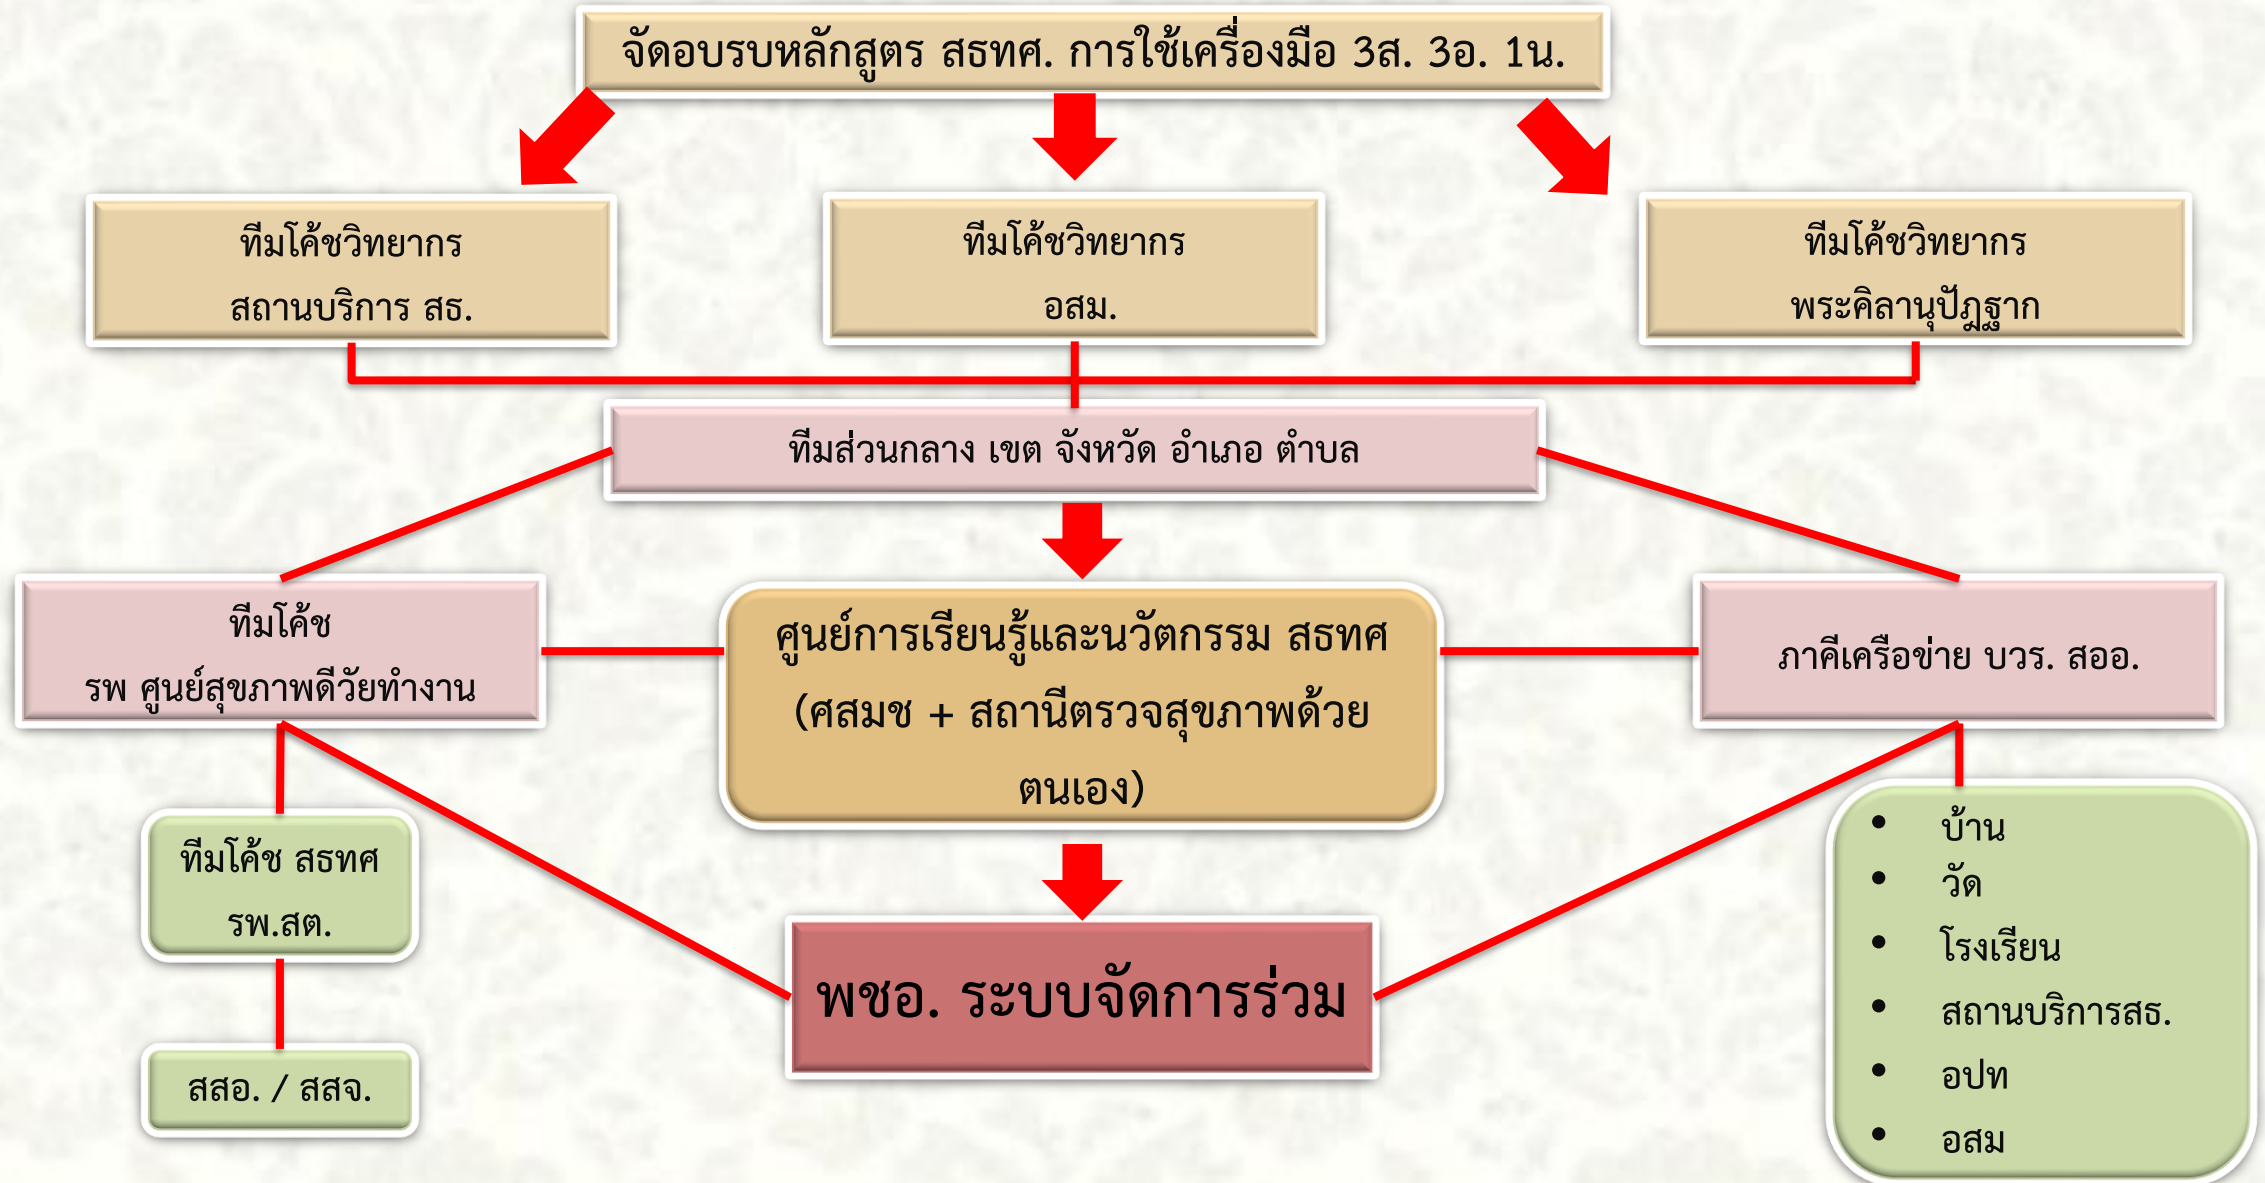 จัดอบรบหลักสูตร สธทศ. การใช้เครื่องมือ 3ส. 3อ. 1น.
ทีมโค้ชวิทยากร
สถานบริการ สธ.
ทีมโค้ชวิทยากร
อสม.
ทีมโค้ชวิทยากร
พระคิลานุปัฎฐาก
ทีมส่วนกลาง เขต จังหวัด อำเภอ ตำบล
ทีมโค้ช
รพ ศูนย์สุขภาพดีวัยทำงาน
ศูนย์การเรียนรู้และนวัตกรรม สธทศ
(ศสมช + สถานีตรวจสุขภาพด้วย
ตนเอง)
ภาคีเครือข่าย บวร. สออ.
ทีมโค้ช สธทศ
รพ.สต.
สสอ. / สสจ.
พชอ. ระบบจัดการร่วม
• บ้าน
• วัด
• โรงเรียน
• สถานบริการสธ.
• อปท
• อสม